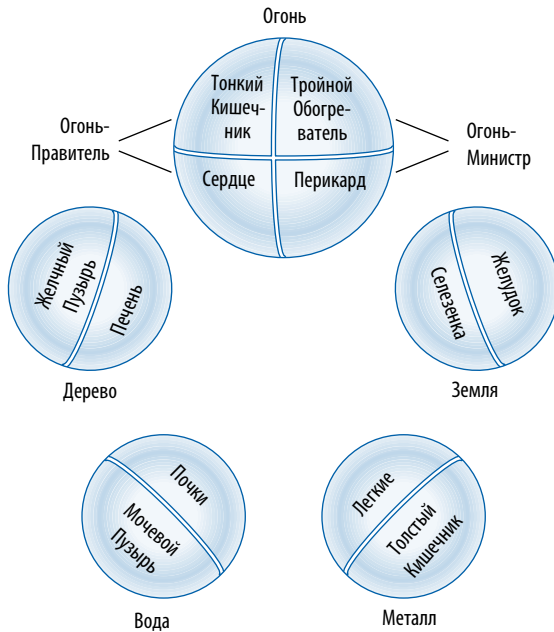 Огонь
Тонкий
Кишеч-
ник
Тройной
Обогре-
ватель
Огонь-
Правитель
Огонь-
Министр
Сердце
Перикард
Желчный
Пузырь
Печень
Селезенка
Желудок
Дерево
Земля
Почки
Мочевой
Пузырь
Легкие
Толстый
Кишечник
Вода
Металл